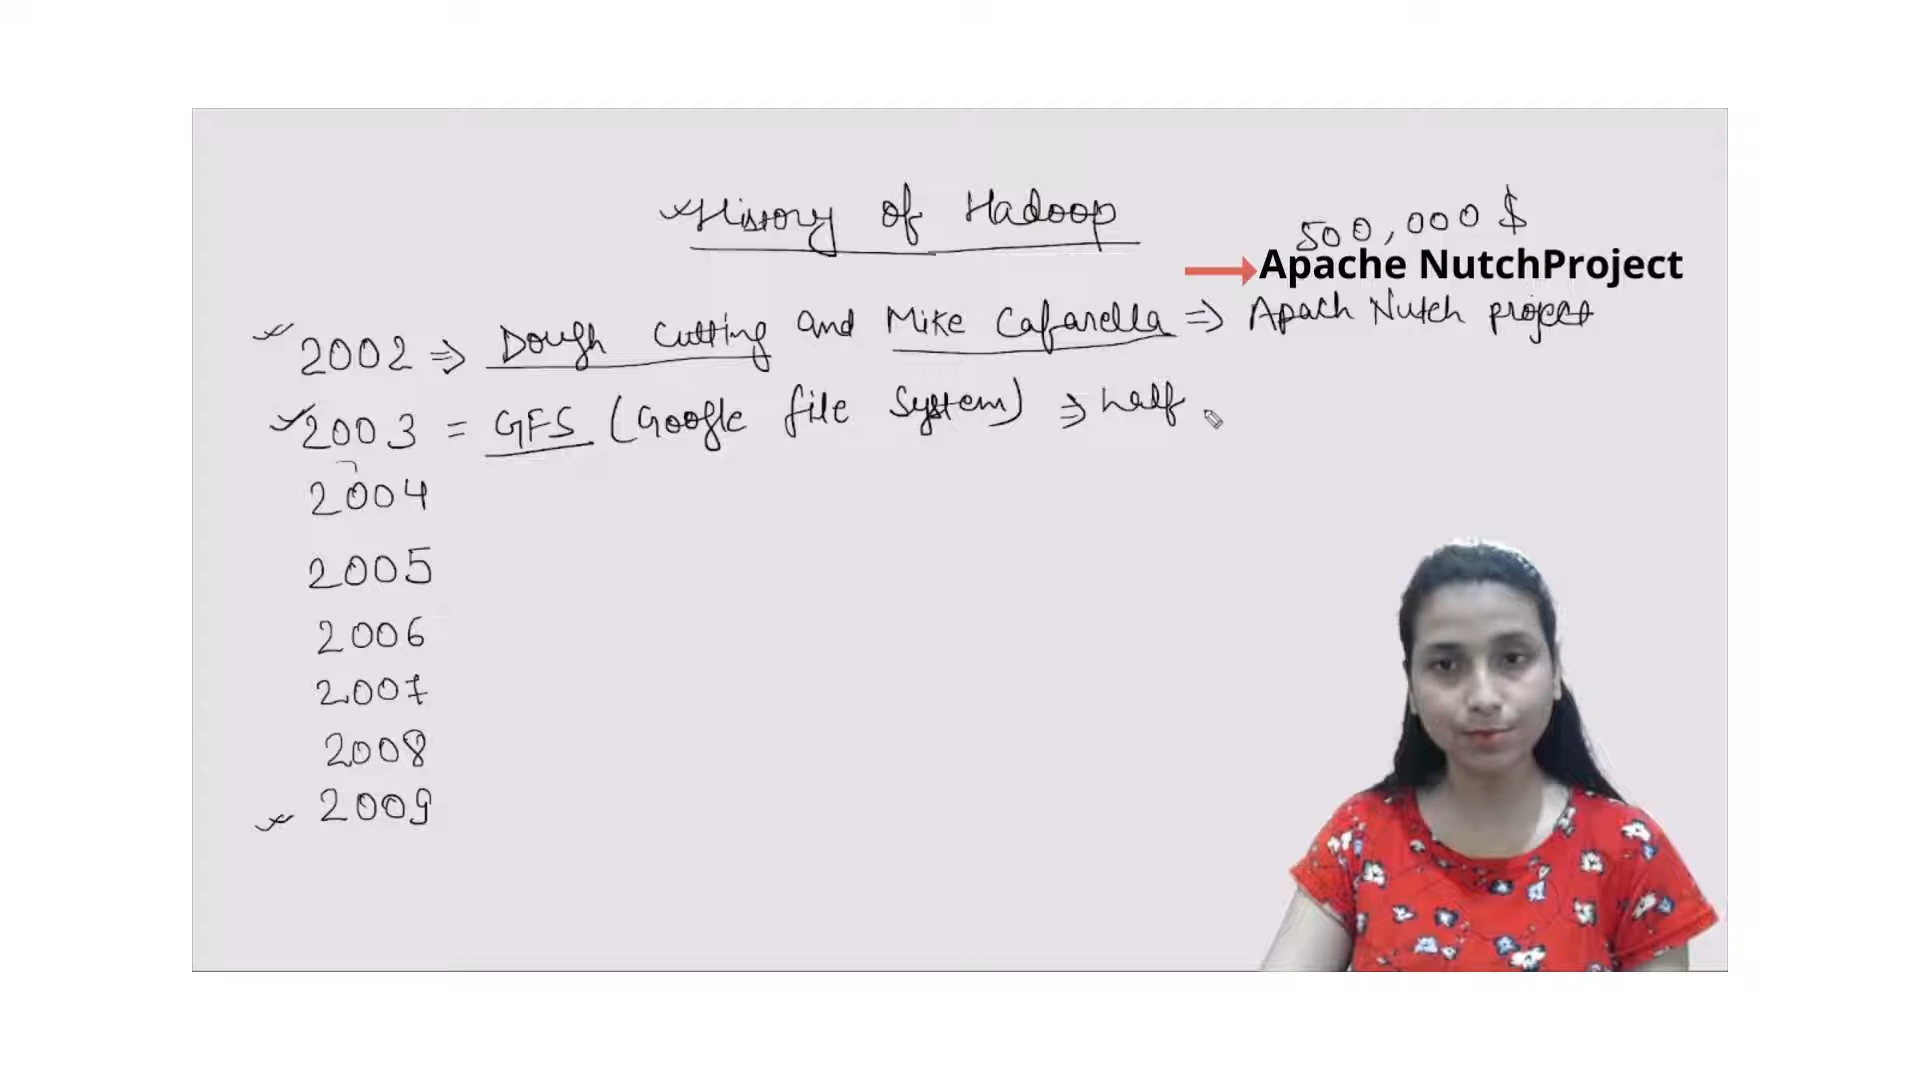 History of Hadoop
500,000 $
Apache NutchProject
2002 ⇒ Dough Cutting and Mike Cafarella ⇒ Apach Nutch project
2003 = GFS (Google file System) ⇒ half
2004
2005
2006
2007
2008
2009